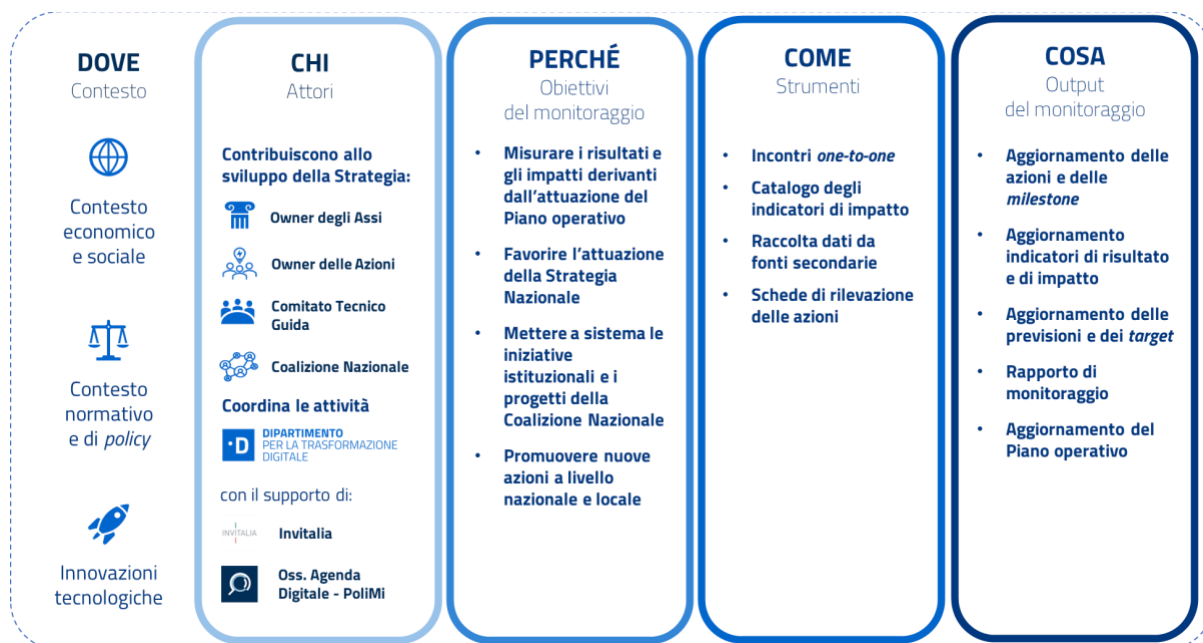 DOVE
Contesto
Contesto
economico
e sociale
Contesto
normativo
e di policy
Innovazioni
tecnologiche
CHI
Attori
Contribuiscono allo
sviluppo della Strategia:
Owner degli Assi
Owner delle Azioni
Comitato Tecnico
Guida
Coalizione Nazionale
Coordina le attività
·D
DIPARTIMENTO
PER LA TRASFORMAZIONE
DIGITALE
con il supporto di:
INVITALIA
Invitalia
Oss. Agenda
Digitale - PoliMi
PERCHÉ
Obiettivi
del monitoraggio
• Misurare i risultati e
gli impatti derivanti
dall'attuazione del
Piano operativo
• Favorire l'attuazione
della Strategia
Nazionale
• Mettere a sistema le
iniziative
istituzionali e i
progetti della
Coalizione Nazionale
• Promuovere nuove
azioni a livello
nazionale e locale
COME
Strumenti
• Incontri one-to-one
• Catalogo degli
indicatori di impatto
• Raccolta dati da
fonti secondarie
• Schede di rilevazione
delle azioni
COSA
Output
del monitoraggio
• Aggiornamento delle
azioni e delle
milestone
• Aggiornamento
indicatori di risultato
e di impatto
• Aggiornamento delle
previsioni e dei target
• Rapporto di
monitoraggio
• Aggiornamento del
Piano operativo